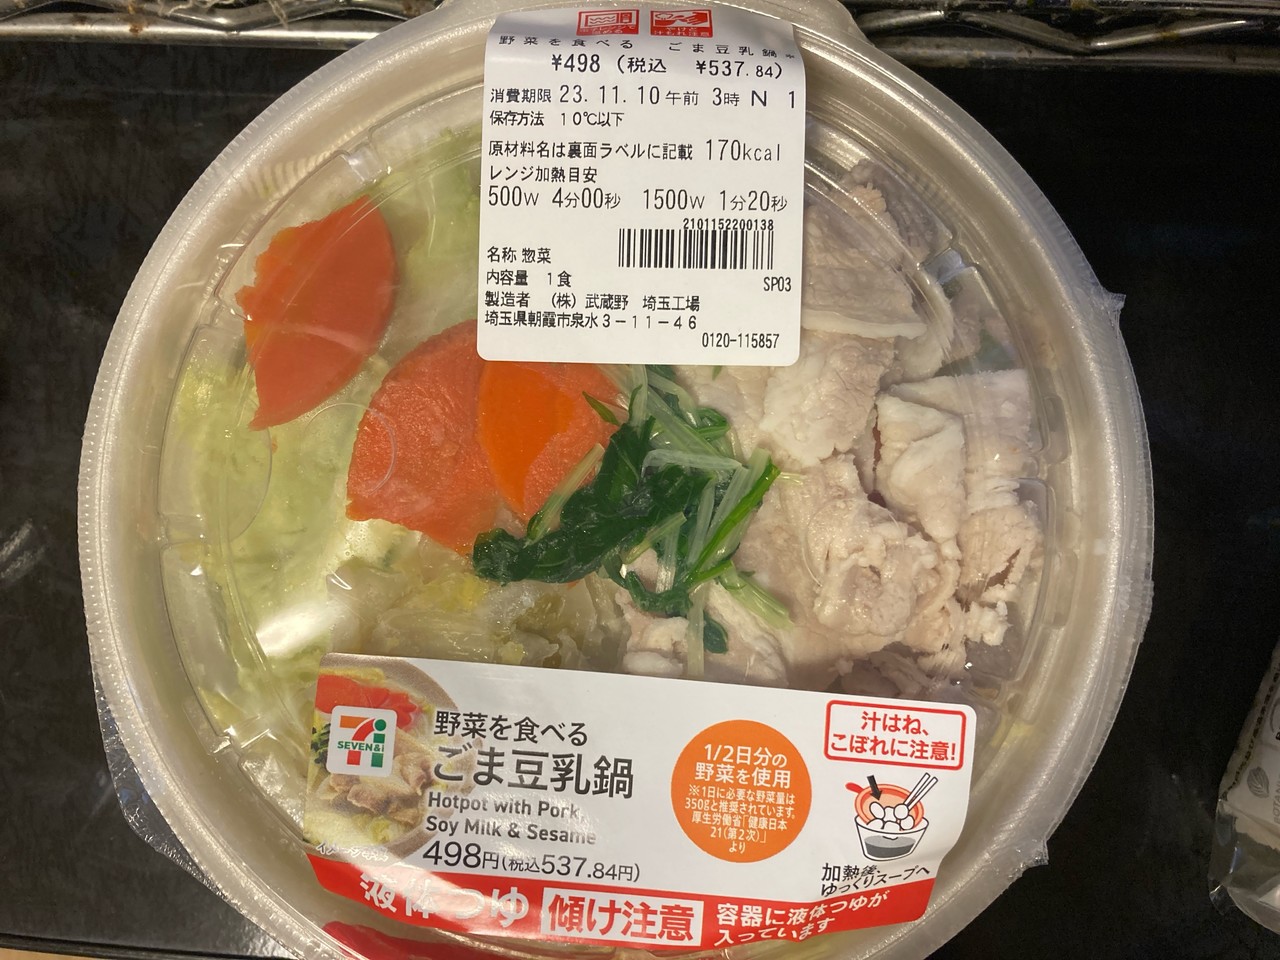 野菜を食べる ごま豆乳鍋*
¥498 (税込 ¥537.84)
消費期限 23.11.10午前 3時 N 1
保存方法 10℃以下
原材料名は裏面ラベルに記載 170kcal
レンジ加熱目安
500W 4分00秒 1500W 1分20秒
2101152200138
名称 惣菜
内容量 1食
SP03
製造者 (株) 武蔵野 埼玉工場
埼玉県朝霞市泉水3-11-46
0120-115857
SEVEN&i
野菜を食べる
ごま豆乳鍋
Hotpot with Pork,
Soy Milk & Sesame
498円(税込537.84円)
1/2日分の
野菜を使用
※1日に必要な野菜量は
350gと推奨されています。
厚生労働省「健康日本
21(第2次)」
より
汁はね、
こぼれに注意!
加熱後、
ゆっくりスープへ
液体つゆ 傾け注意
容器に液体つゆが
入っています